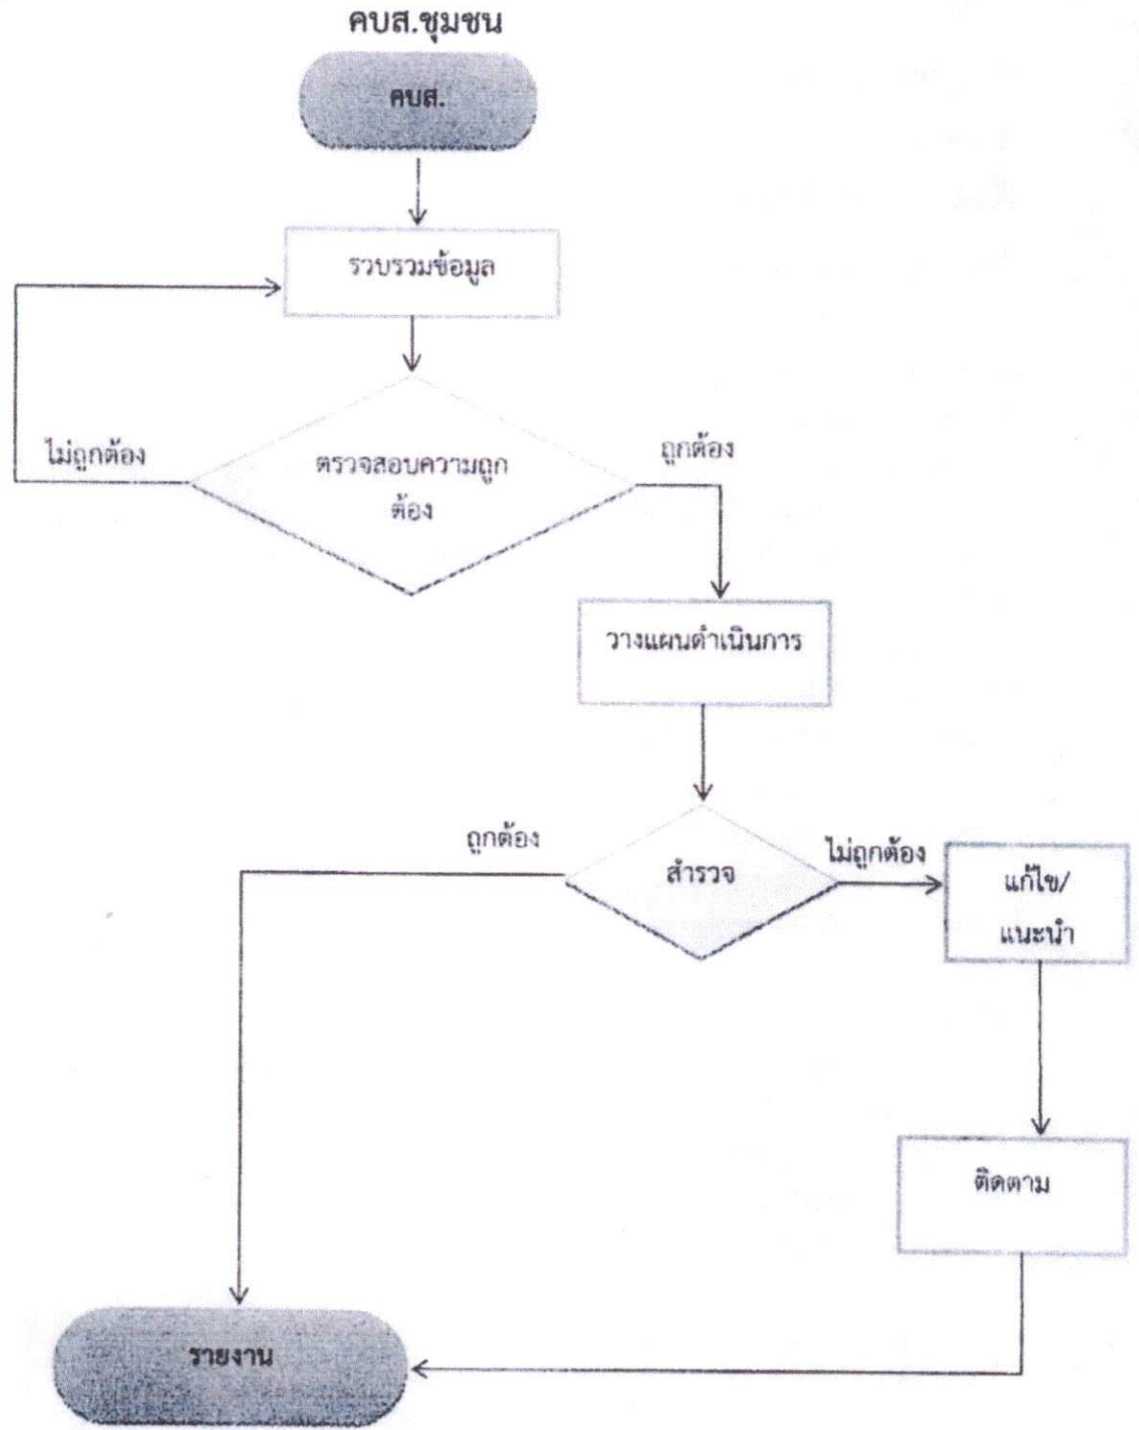 คบส.ชุมชน
คบส.
รวบรวมข้อมูล
ไม่ถูกต้อง
ถูกต้อง
ตรวจสอบความถูก
ต้อง
วางแผนดำเนินการ
ถูกต้อง
สำรวจ
ไม่ถูกต้อง
แก้ไข/
แนะนำ
ติดตาม
รายงาน